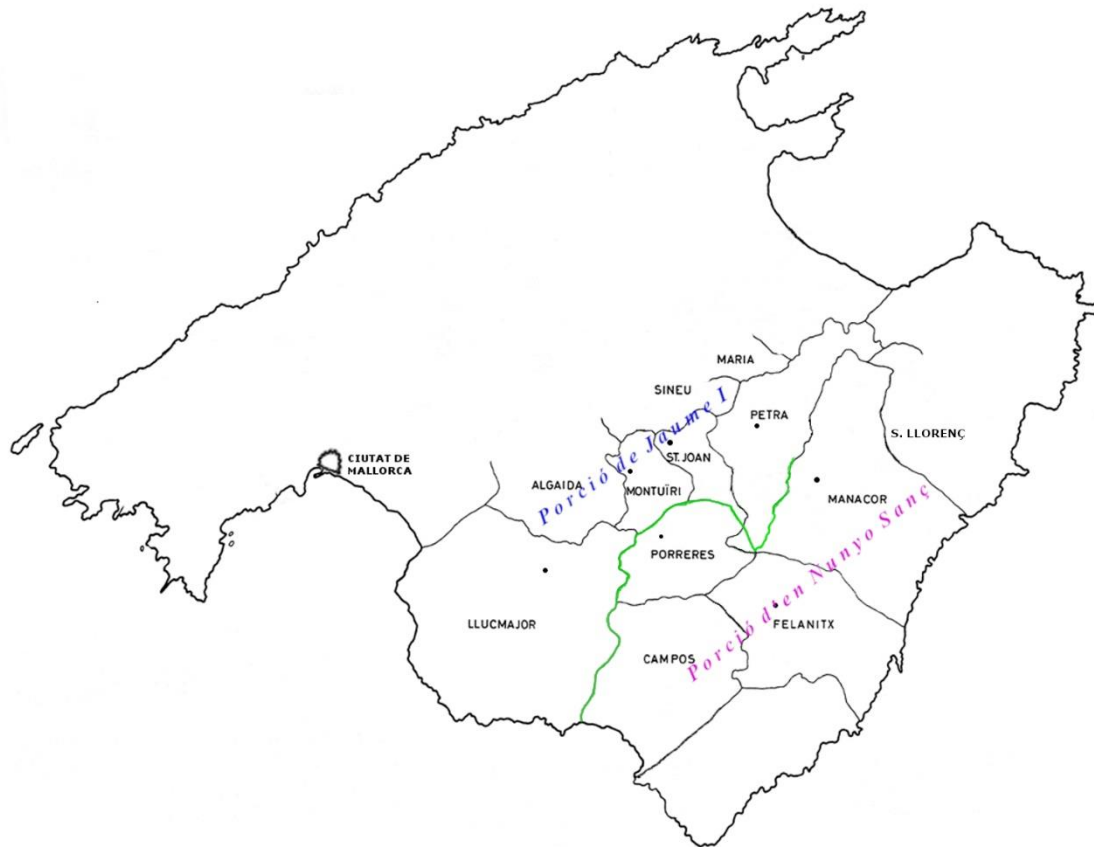 MARIA
SINEU
PETRA
Porció de Jaume I
S. LLORENÇ
ST. JOAN
CIUTAT DE
MALLORCA
ALGAIDA
MONTUÏRI
MANACOR
PORRERES
Porció d'en Nunyo Sanç
LLUCMAJOR
FELANITX
CAMPOS